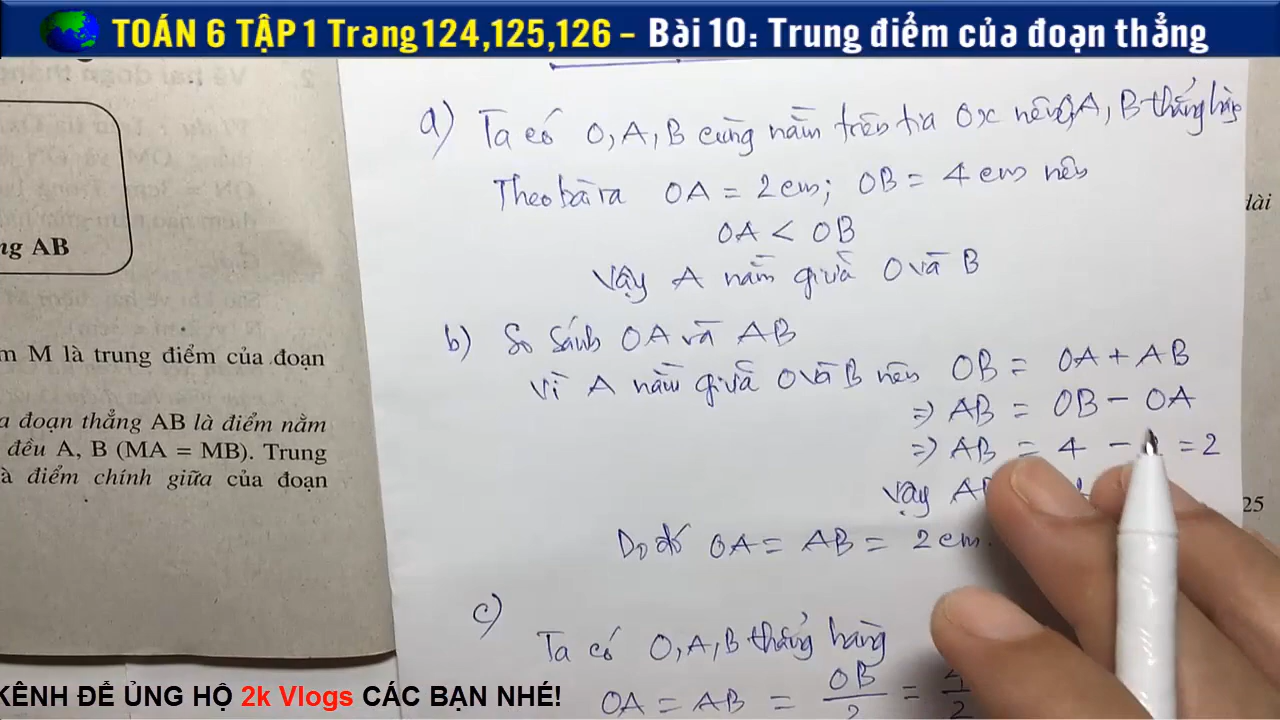 TOÁN 6 TẬP 1 Trang 124,125,126 - Bài 10: Trung điểm của đoạn thẳng
ng AB
m M là trung điểm của đoạn
a đoạn thẳng AB là điểm nằm
đều A, B (MA = MB). Trung
à điểm chính giữa của đoạn
a) Ta có O, A, B cùng nằm trên tia Ox nên O, A, B thẳng hàng
Theo bài ra OA = 2cm; OB = 4cm nên
OA < OB
Vậy A nằm giữa O và B
b) So sánh OA và AB
Vì A nằm giữa O và B nên OB = OA + AB
=> AB = OB - OA
=> AB = 4 - = 2
Vậy
Do đó OA = AB = 2cm.
c)
Ta có O, A, B thẳng hàng
OA = AB = OB/2 = 4/2
dài
25
KÊNH ĐỂ ỦNG HỘ 2k Vlogs CÁC BẠN NHÉ!